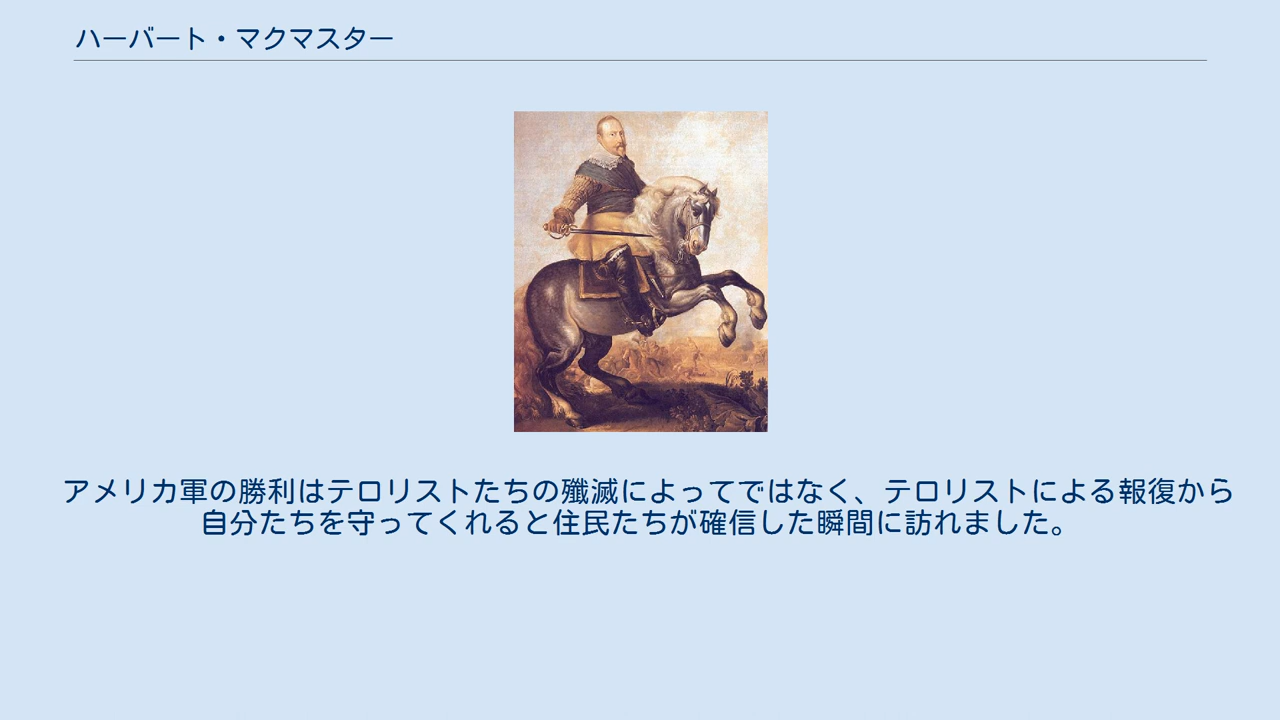 ハーバート・マクマスター
アメリカ軍の勝利はテロリストたちの殲滅によってではなく、テロリストによる報復から
自分たちを守ってくれると住民たちが確信した瞬間に訪れました。